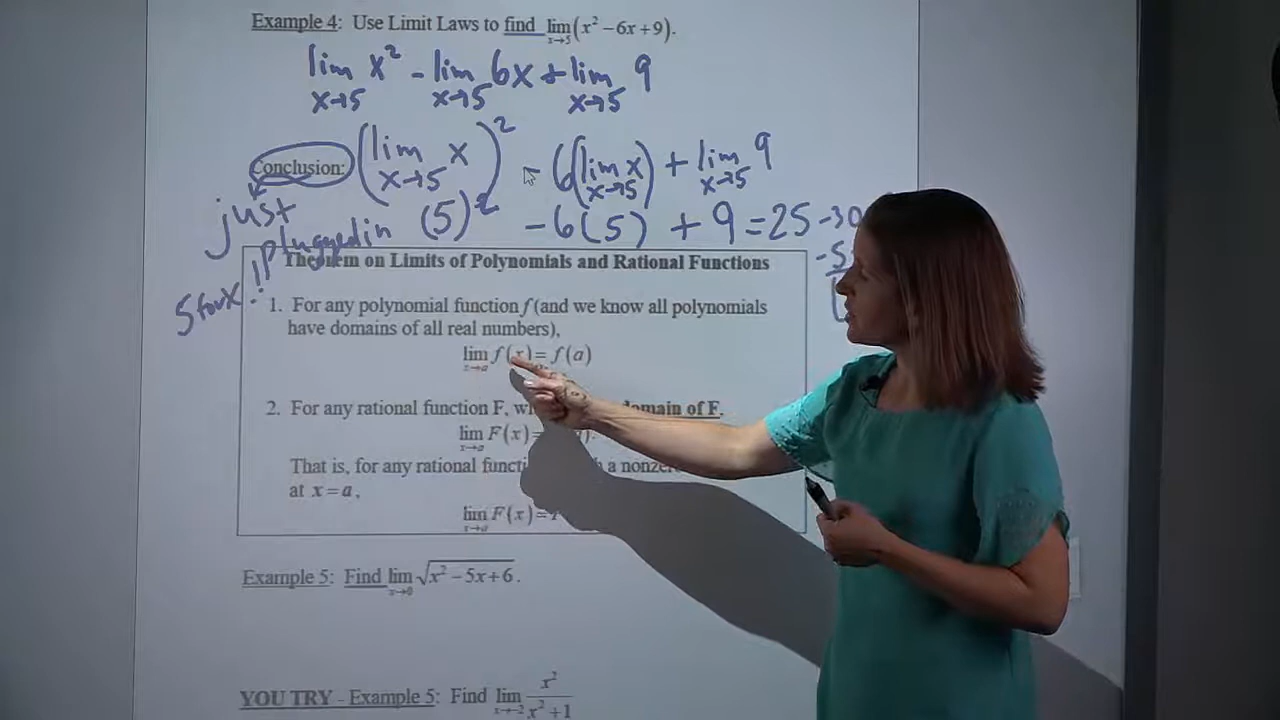 Example 4: Use Limit Laws to find lim x→5 (x² − 6x + 9).
lim x→5 x² - lim x→5 6x + lim x→5 9
Conclusion: (lim x→5 x)² - 6(lim x→5 x) + lim x→5 9
just (5)² - 6(5) + 9 = 25 - 30
plugged in
5 for x !!
Theorem on Limits of Polynomials and Rational Functions
1. For any polynomial function f (and we know all polynomials
have domains of all real numbers),
lim x→a f(x) = f(a)
2. For any rational function F, domain of F.
lim x→a F(x) =
That is, for any rational a
at x = a,
lim x→a F(x) =
Example 5: Find lim x→0 √(x² − 5x + 6).
YOU TRY - Example 5: Find lim x→−2 x²/(x² + 1)